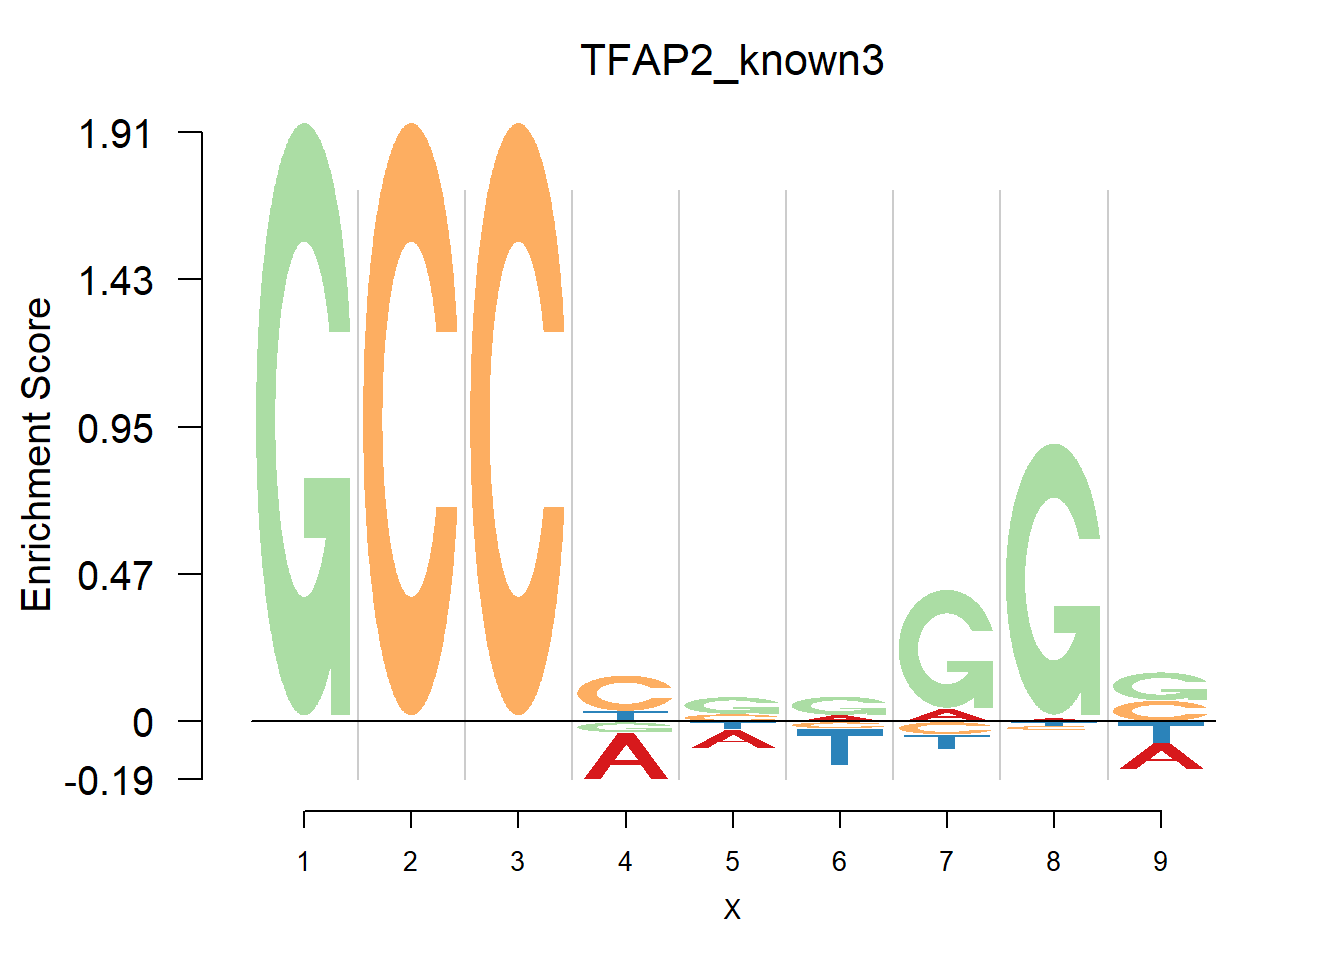 TFAP2_known3
1.91
1.43
0.95
0.47
0
-0.19
Enrichment Score
G C C C T G A G C T A G A C T G A C T G A T C G C T A
1 2 3 4 5 6 7 8 9
X